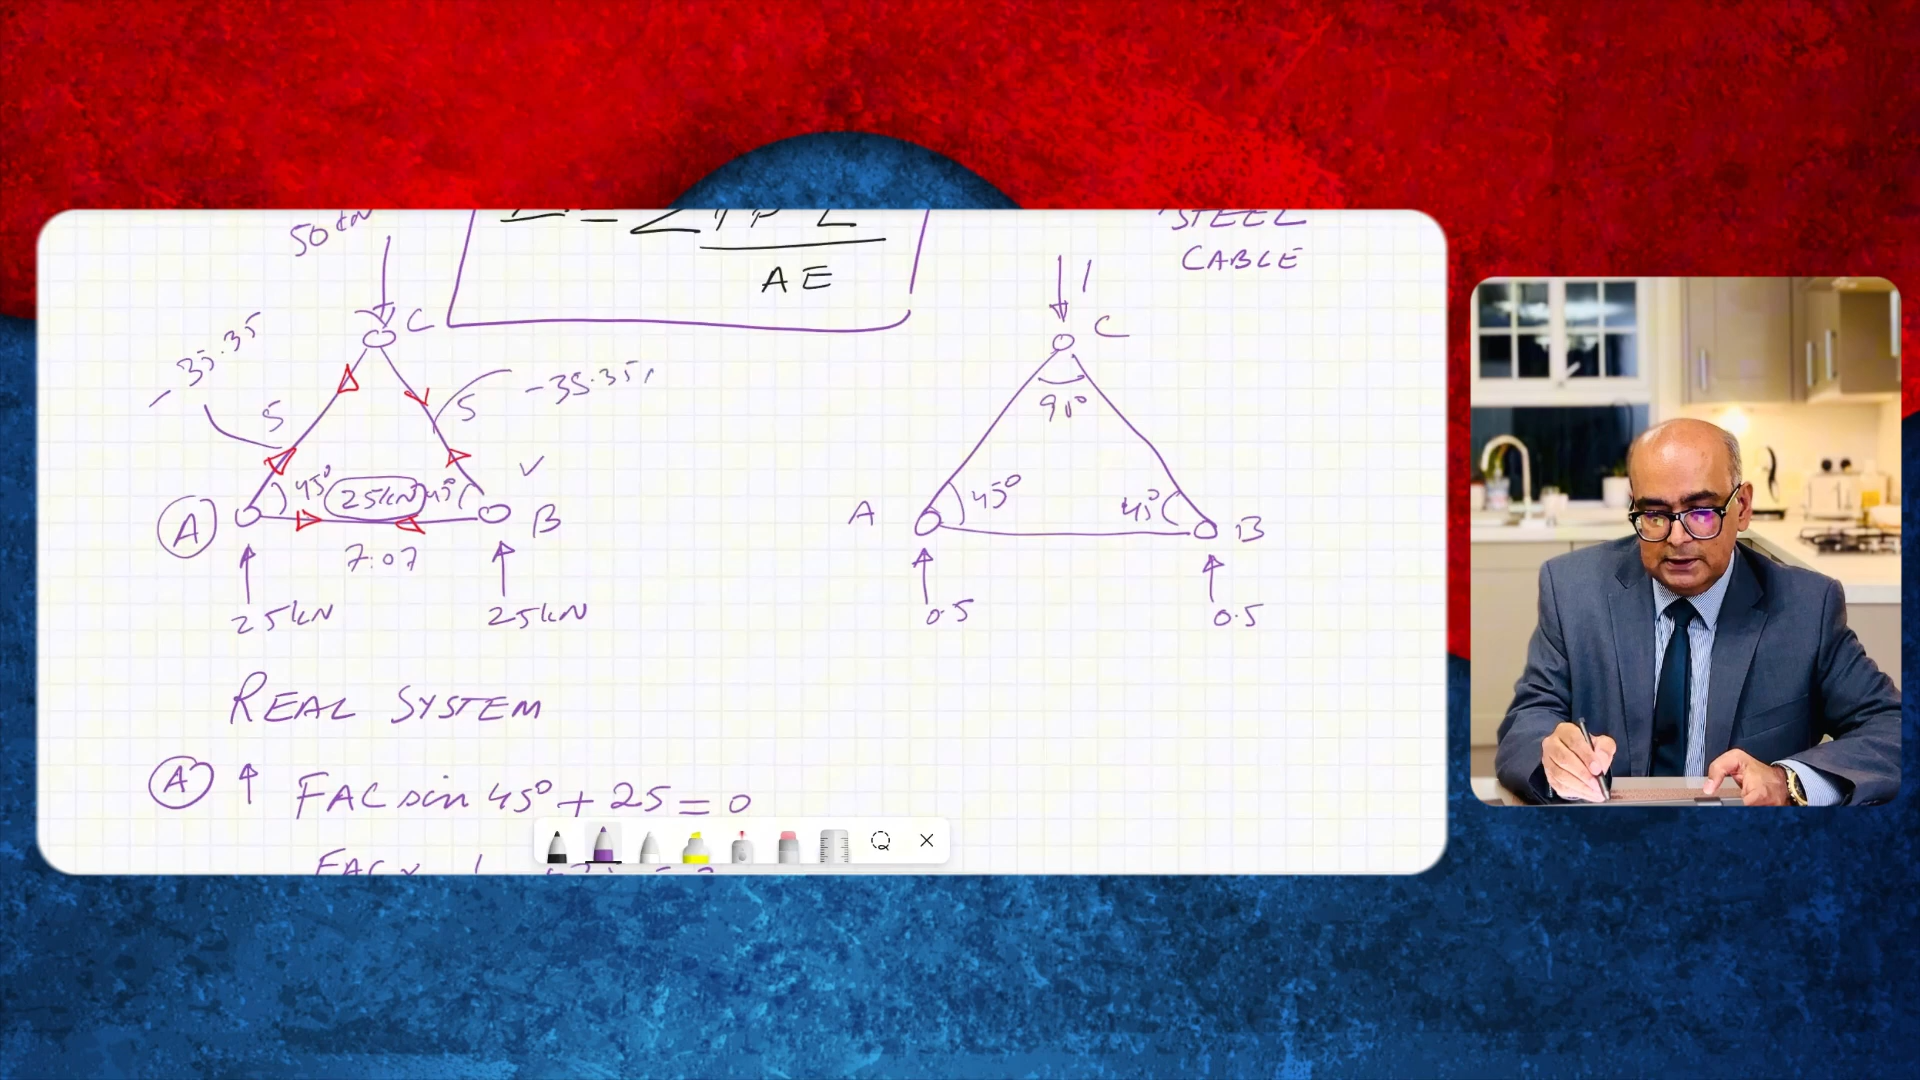 50 kN
AE
STEEL
CABLE
1
C
C
-35.35
-35.35
5
5
90°
45°
25kN
45°
A
B
7.07
25kN
25kN
A
45°
45°
B
0.5
0.5
REAL SYSTEM
A ↑ FAC sin 45° + 25 = 0